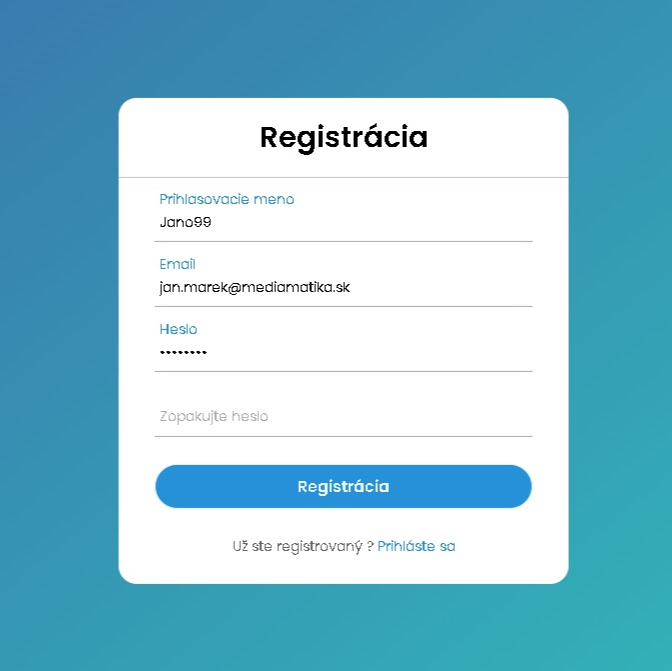 Registrácia
Prihlasovacie meno
Jano99
Email
jan.marek@mediamatika.sk
Heslo
••••••••
Zopakujte heslo
Registrácia
Už ste registrovaný ? Prihláste sa